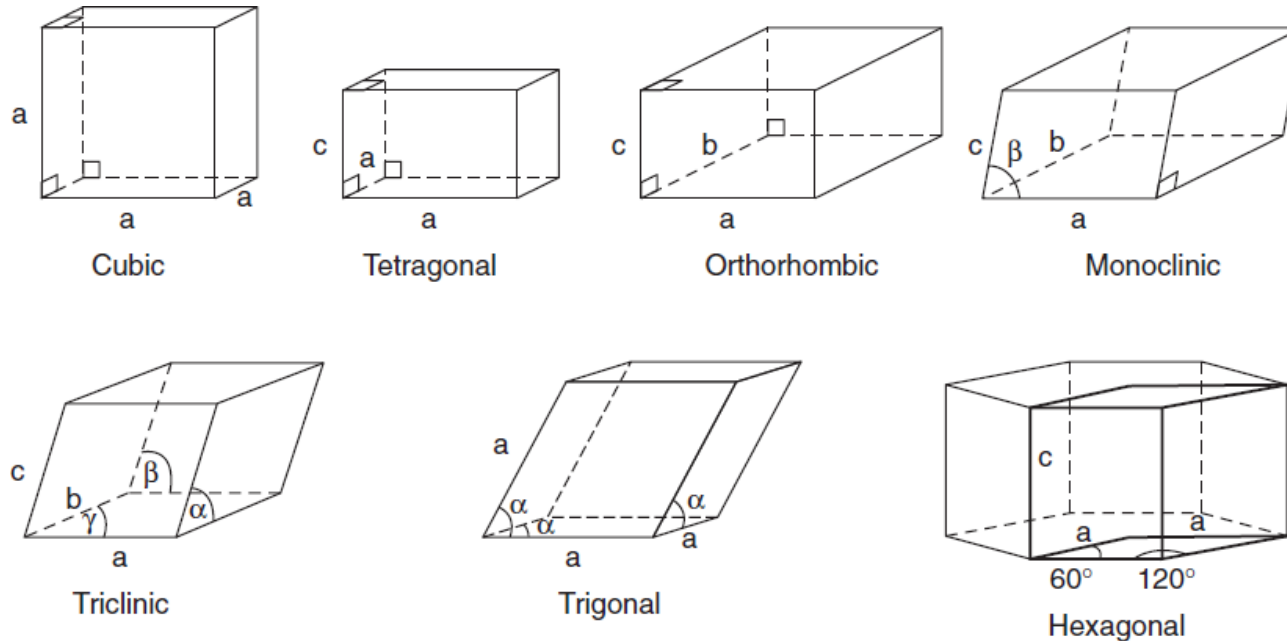 a
a
a
Cubic
c
a
a
Tetragonal
c
b
a
Orthorhombic
c
β
b
a
Monoclinic
c
b
γ
β
α
a
Triclinic
a
α
α
α
a
a
Trigonal
c
a
a
60° 120°
Hexagonal